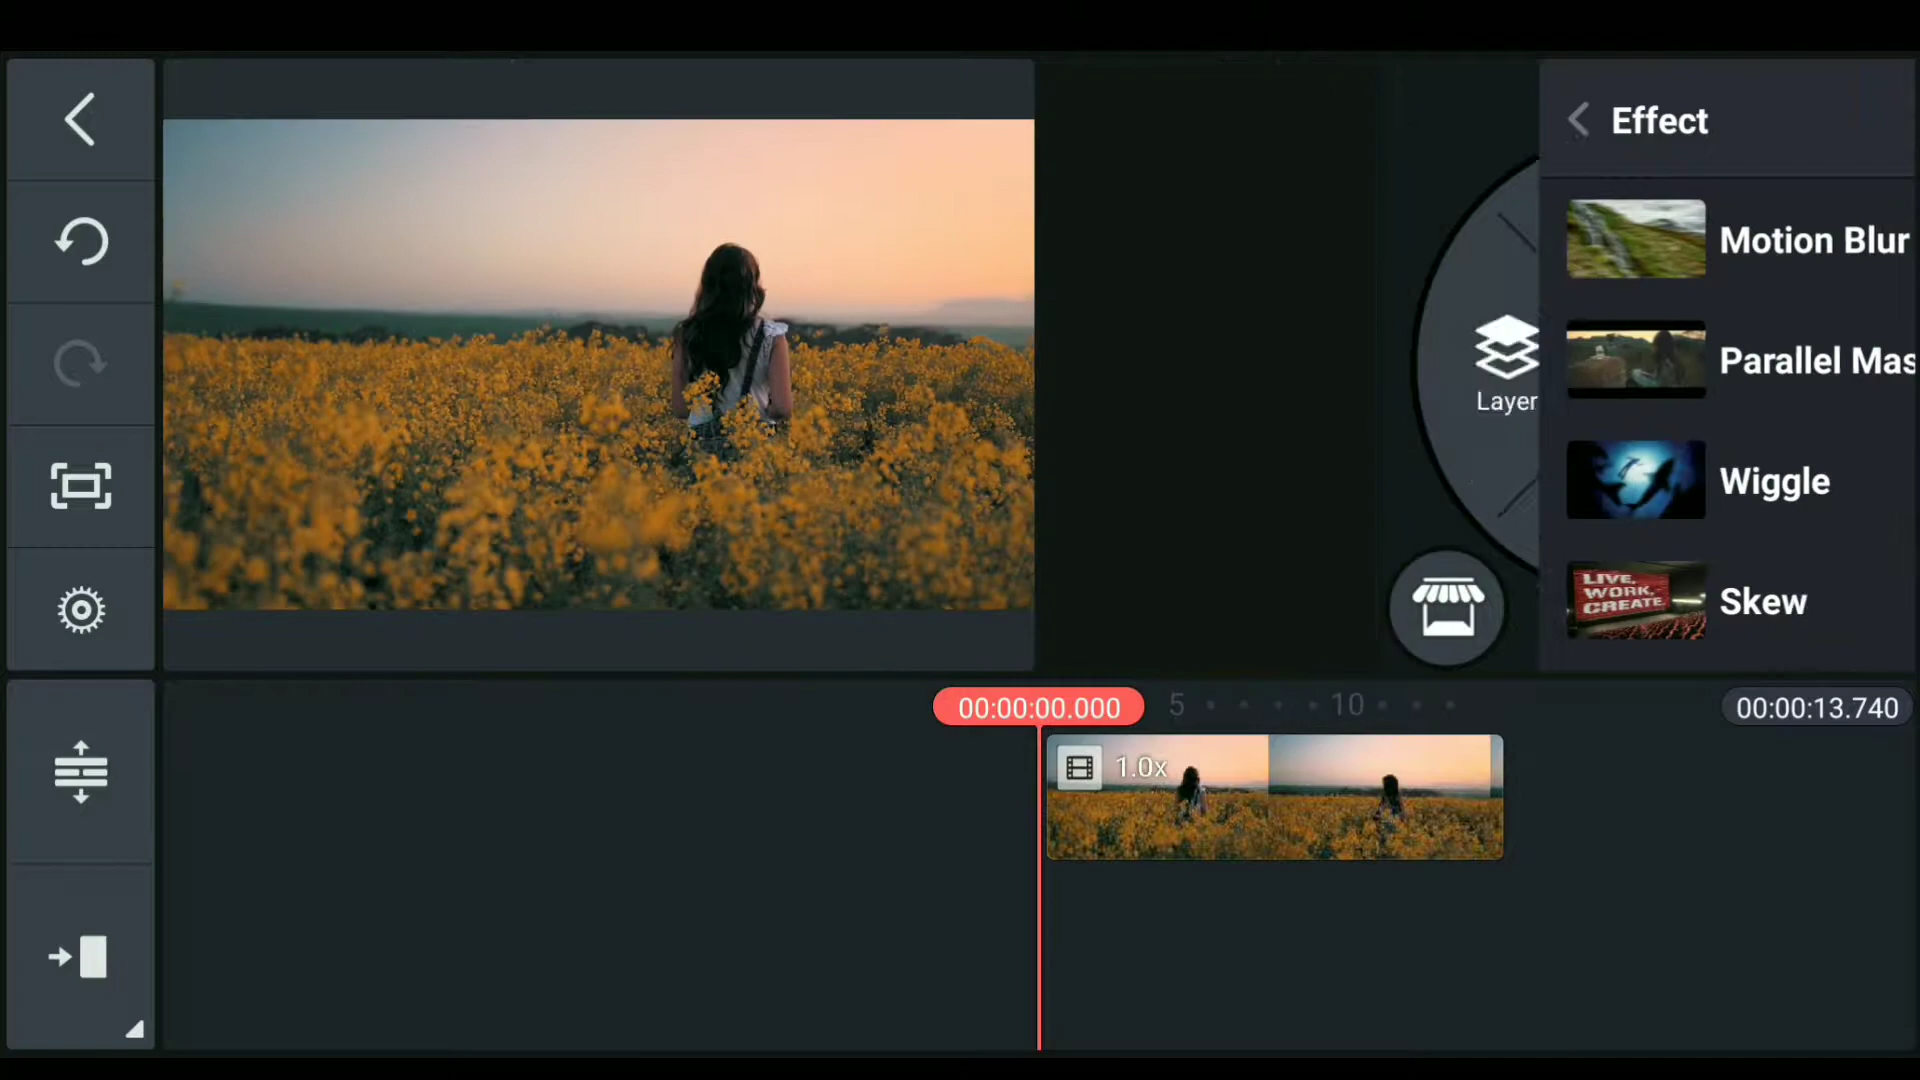 Effect
Motion Blur
Parallel Mas
Wiggle
LIVE.
WORK.
CREATE.
Skew
Layer
00:00:00.000
5
10
00:00:13.740
1.0x